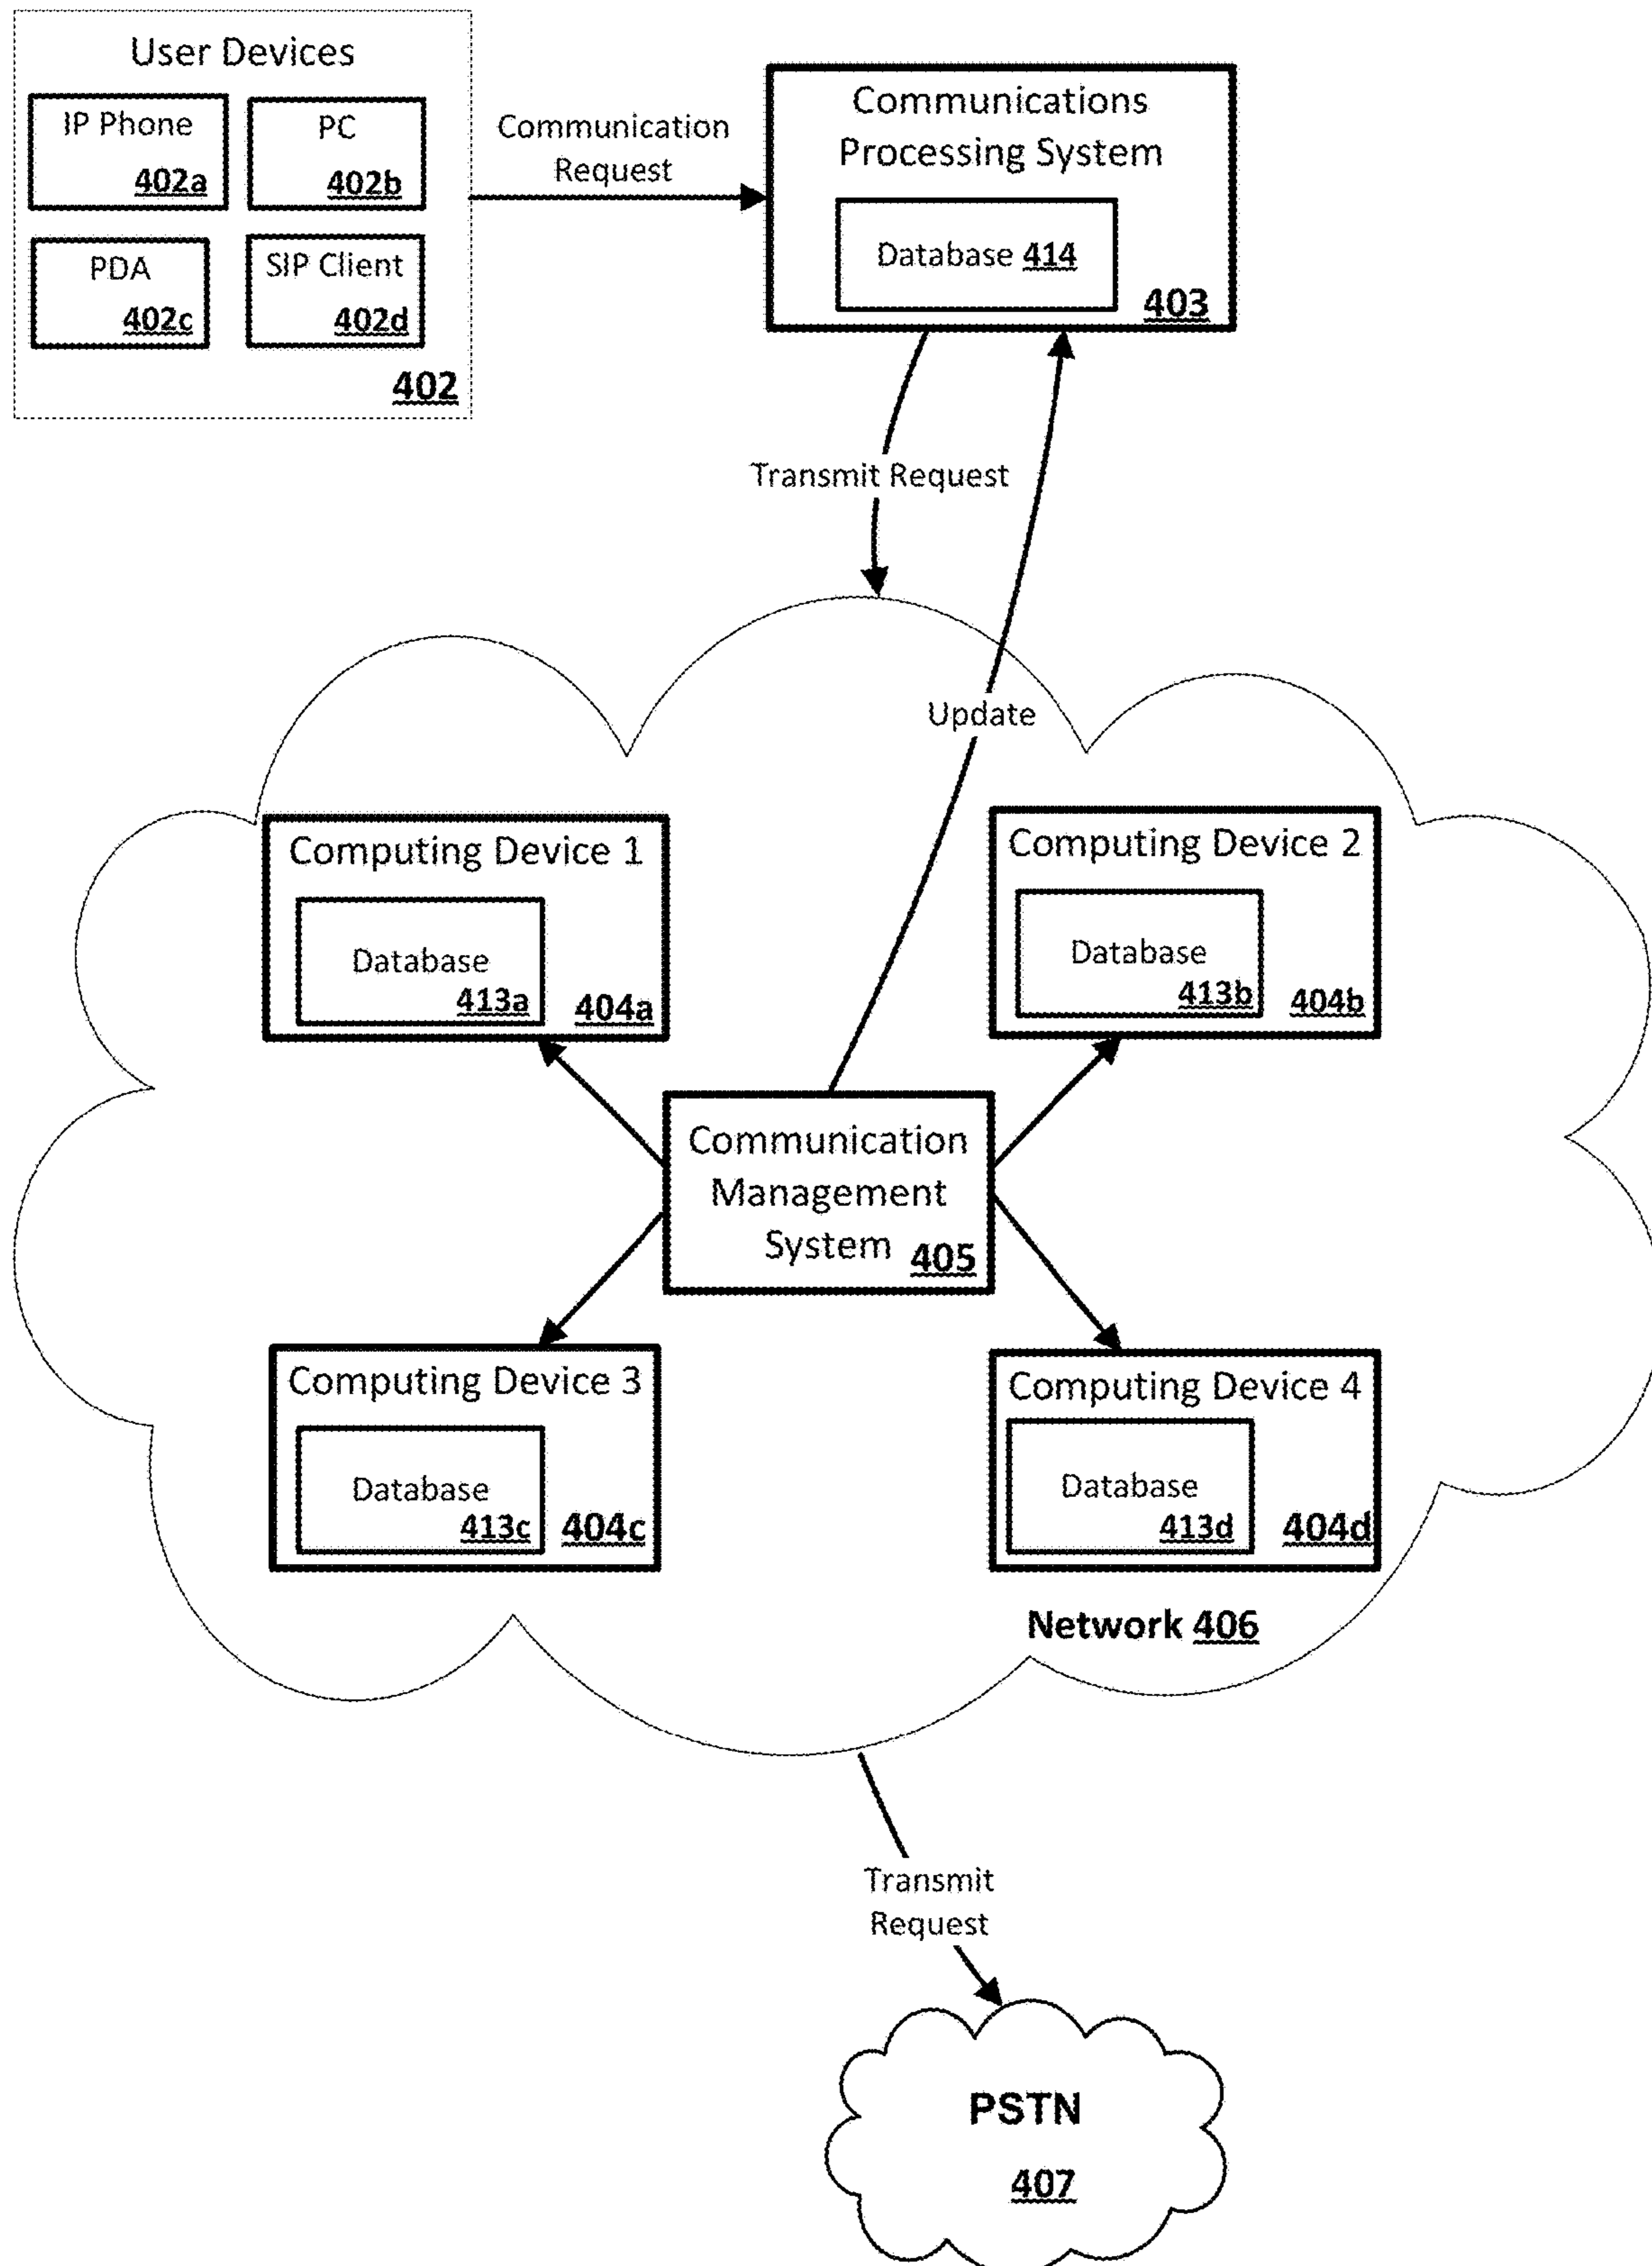 User Devices
IP Phone
402a
PC
402b
PDA
402c
SIP Client
402d
402
Communication
Request
Communications
Processing System
Database 414
403
Transmit Request
Update
Computing Device 1
Database
413a
404a
Computing Device 2
Database
413b
404b
Communication
Management
System 405
Computing Device 3
Database
413c
404c
Computing Device 4
Database
413d
404d
Network 406
Transmit
Request
PSTN
407